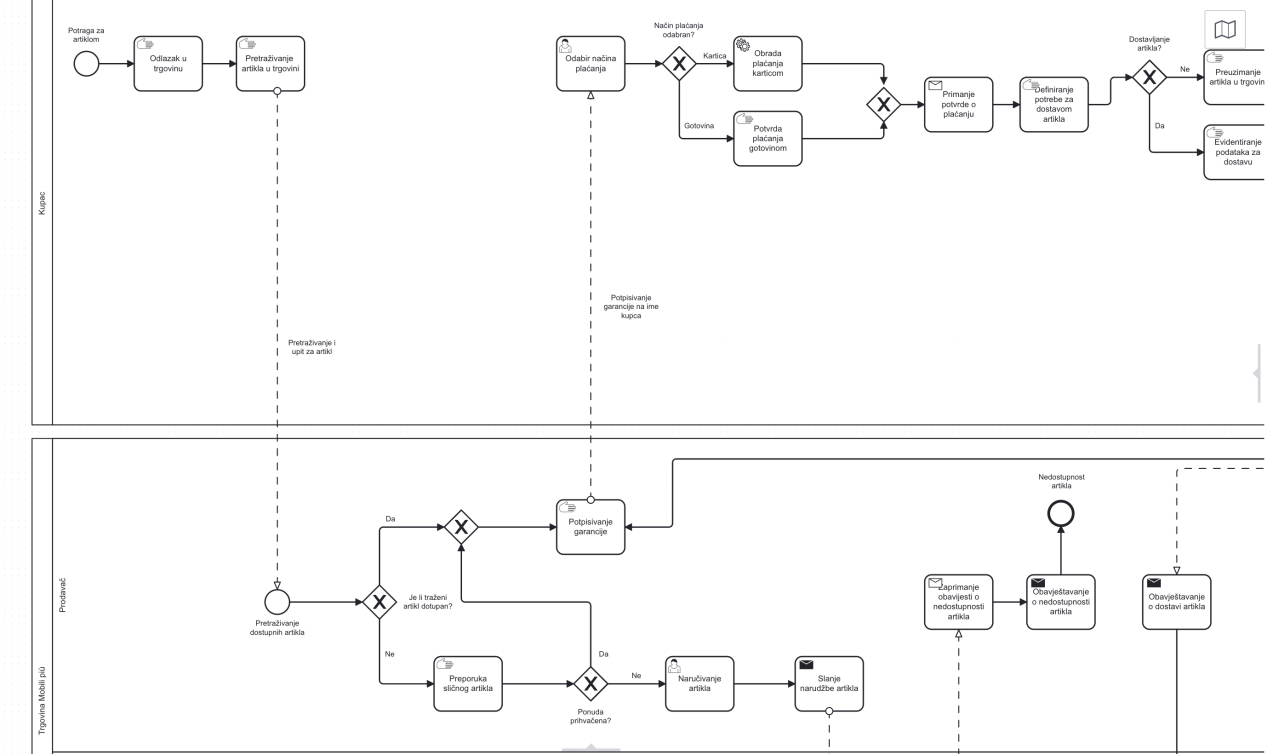 Potraga za
artiklom
Odlazak u
trgovinu
Pretraživanje
artikla u trgovini
Odabir načina
plaćanja
Način plaćanja
odabran?
Kartica
Gotovina
Obrada
plaćanja
karticom
Potvrda
plaćanja
gotovinom
Primanje
potvrde o
plaćanju
Definiranje
potrebe za
dostavom
artikla
Dostavljanje
artikla?
Ne
Da
Preuzimanje
artikla u trgovin
Evidentiranje
podataka za
dostavu
Kupac
Pretraživanje i
upit za artikl
Potpisivanje
garancije na ime
kupca
Trgovina Mobili più
Prodavač
Pretraživanje
dostupnih artikla
Je li traženi
artikl dotupan?
Da
Ne
Potpisivanje
garancije
Preporuka
sličnog artikla
Ponuda
prihvaćena?
Da
Ne
Naručivanje
artikla
Slanje
narudžbe artikla
Zaprimanje
obavijesti o
nedostupnosti
artikla
Obavještavanje
o nedostupnosti
artikla
Nedostupnost
artikla
Obavještavanje
o dostavi artikla